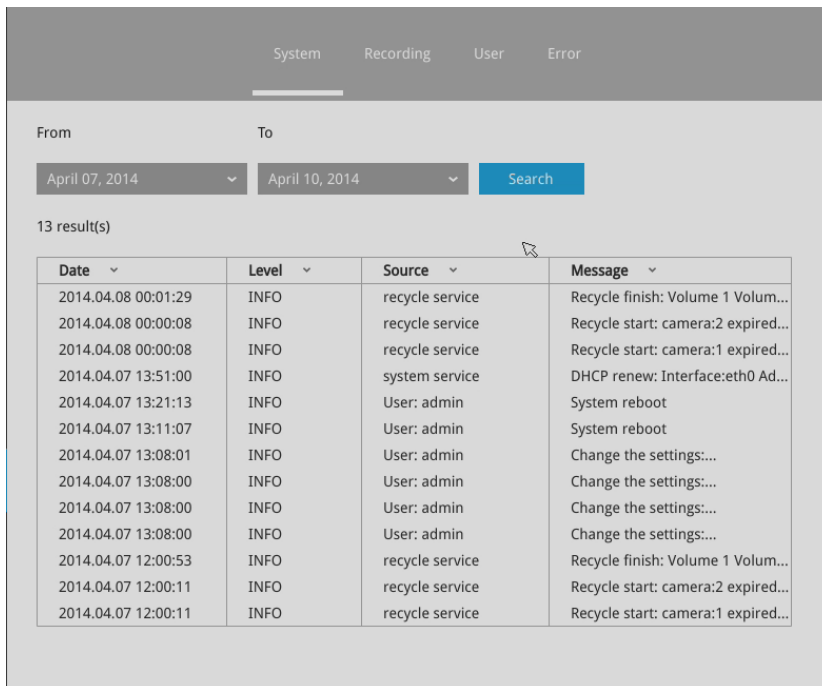 System Recording User Error
From To
April 07, 2014 April 10, 2014 Search
13 result(s)
Date Level Source Message
2014.04.08 00:01:29 INFO recycle service Recycle finish: Volume 1 Volum...
2014.04.08 00:00:08 INFO recycle service Recycle start: camera:2 expired...
2014.04.08 00:00:08 INFO recycle service Recycle start: camera:1 expired...
2014.04.07 13:51:00 INFO system service DHCP renew: Interface:eth0 Ad...
2014.04.07 13:21:13 INFO User: admin System reboot
2014.04.07 13:11:07 INFO User: admin System reboot
2014.04.07 13:08:01 INFO User: admin Change the settings:...
2014.04.07 13:08:00 INFO User: admin Change the settings:...
2014.04.07 13:08:00 INFO User: admin Change the settings:...
2014.04.07 13:08:00 INFO User: admin Change the settings:...
2014.04.07 12:00:53 INFO recycle service Recycle finish: Volume 1 Volum...
2014.04.07 12:00:11 INFO recycle service Recycle start: camera:2 expired...
2014.04.07 12:00:11 INFO recycle service Recycle start: camera:1 expired...